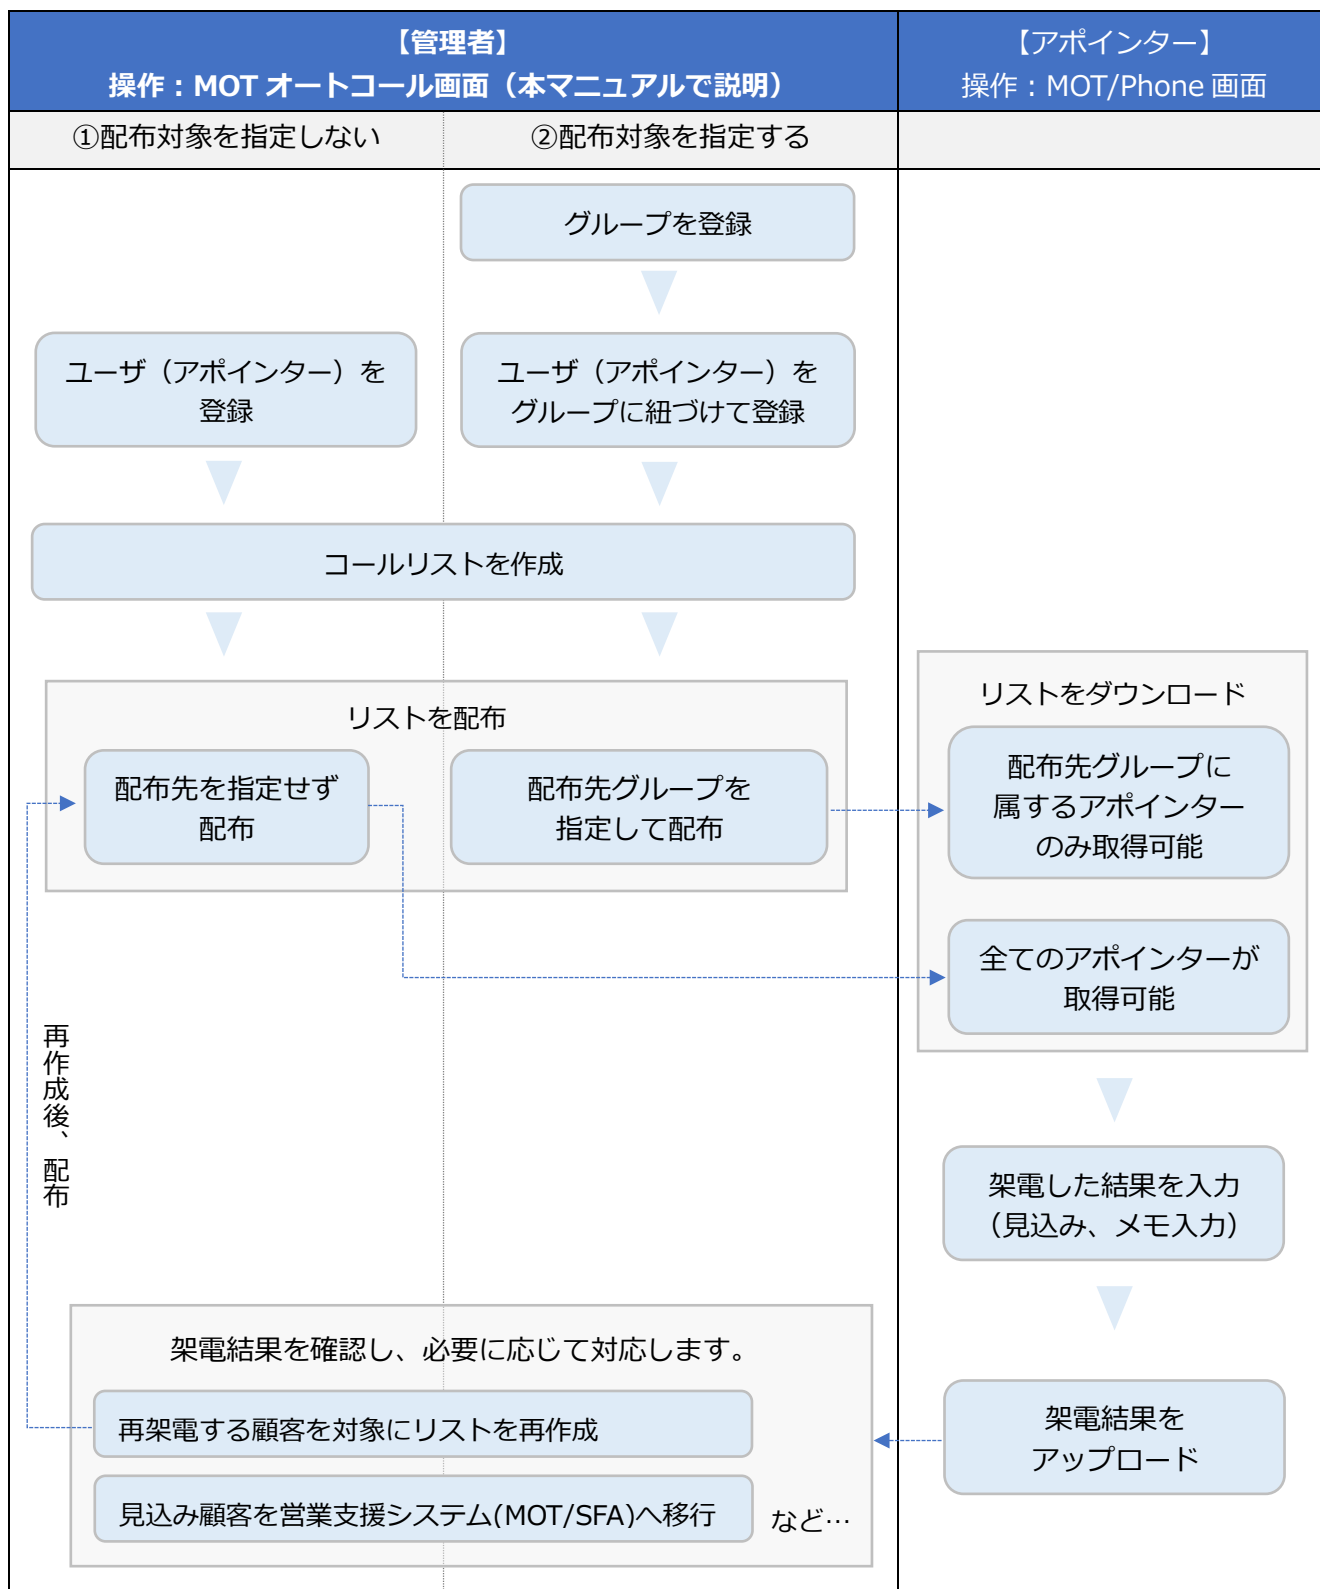 【管理者】
操作：MOT オートコール画面（本マニュアルで説明）
【アポインター】
操作：MOT/Phone 画面
①配布対象を指定しない
②配布対象を指定する
グループを登録
ユーザ（アポインター）を
登録
ユーザ（アポインター）を
グループに紐づけて登録
コールリストを作成
リストを配布
配布先を指定せず
配布
配布先グループを
指定して配布
リストをダウンロード
配布先グループに
属するアポインター
のみ取得可能
全てのアポインターが
取得可能
再作成後、配布
架電した結果を入力
（見込み、メモ入力）
架電結果を
アップロード
架電結果を確認し、必要に応じて対応します。
再架電する顧客を対象にリストを再作成
見込み顧客を営業支援システム(MOT/SFA)へ移行
など…